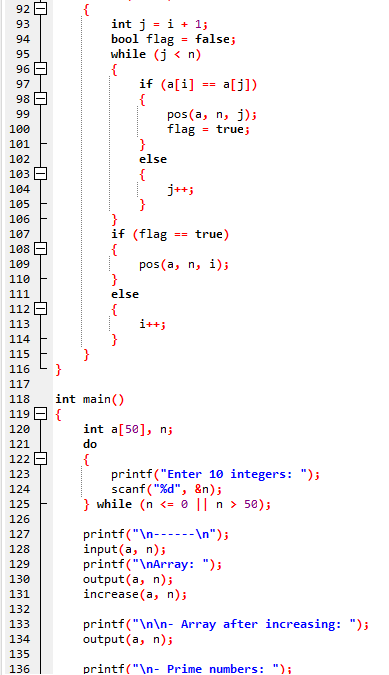 92 {
93 int j = i + 1;
94 bool flag = false;
95 while (j < n)
96 {
97 if (a[i] == a[j])
98 {
99 pos(a, n, j);
100 flag = true;
101 }
102 else
103 {
104 j++;
105 }
106 }
107 if (flag == true)
108 {
109 pos(a, n, i);
110 }
111 else
112 {
113 i++;
114 }
115 }
116 }
117
118 int main()
119 {
120 int a[50], n;
121 do
122 {
123 printf("Enter 10 integers: ");
124 scanf("%d", &n);
125 } while (n <= 0 || n > 50);
126
127 printf("\n------\n");
128 input(a, n);
129 printf("\nArray: ");
130 output(a, n);
131 increase(a, n);
132
133 printf("\n\n- Array after increasing: ");
134 output(a, n);
135
136 printf("\n- Prime numbers: ");